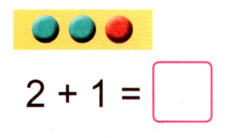 2 + 1 =